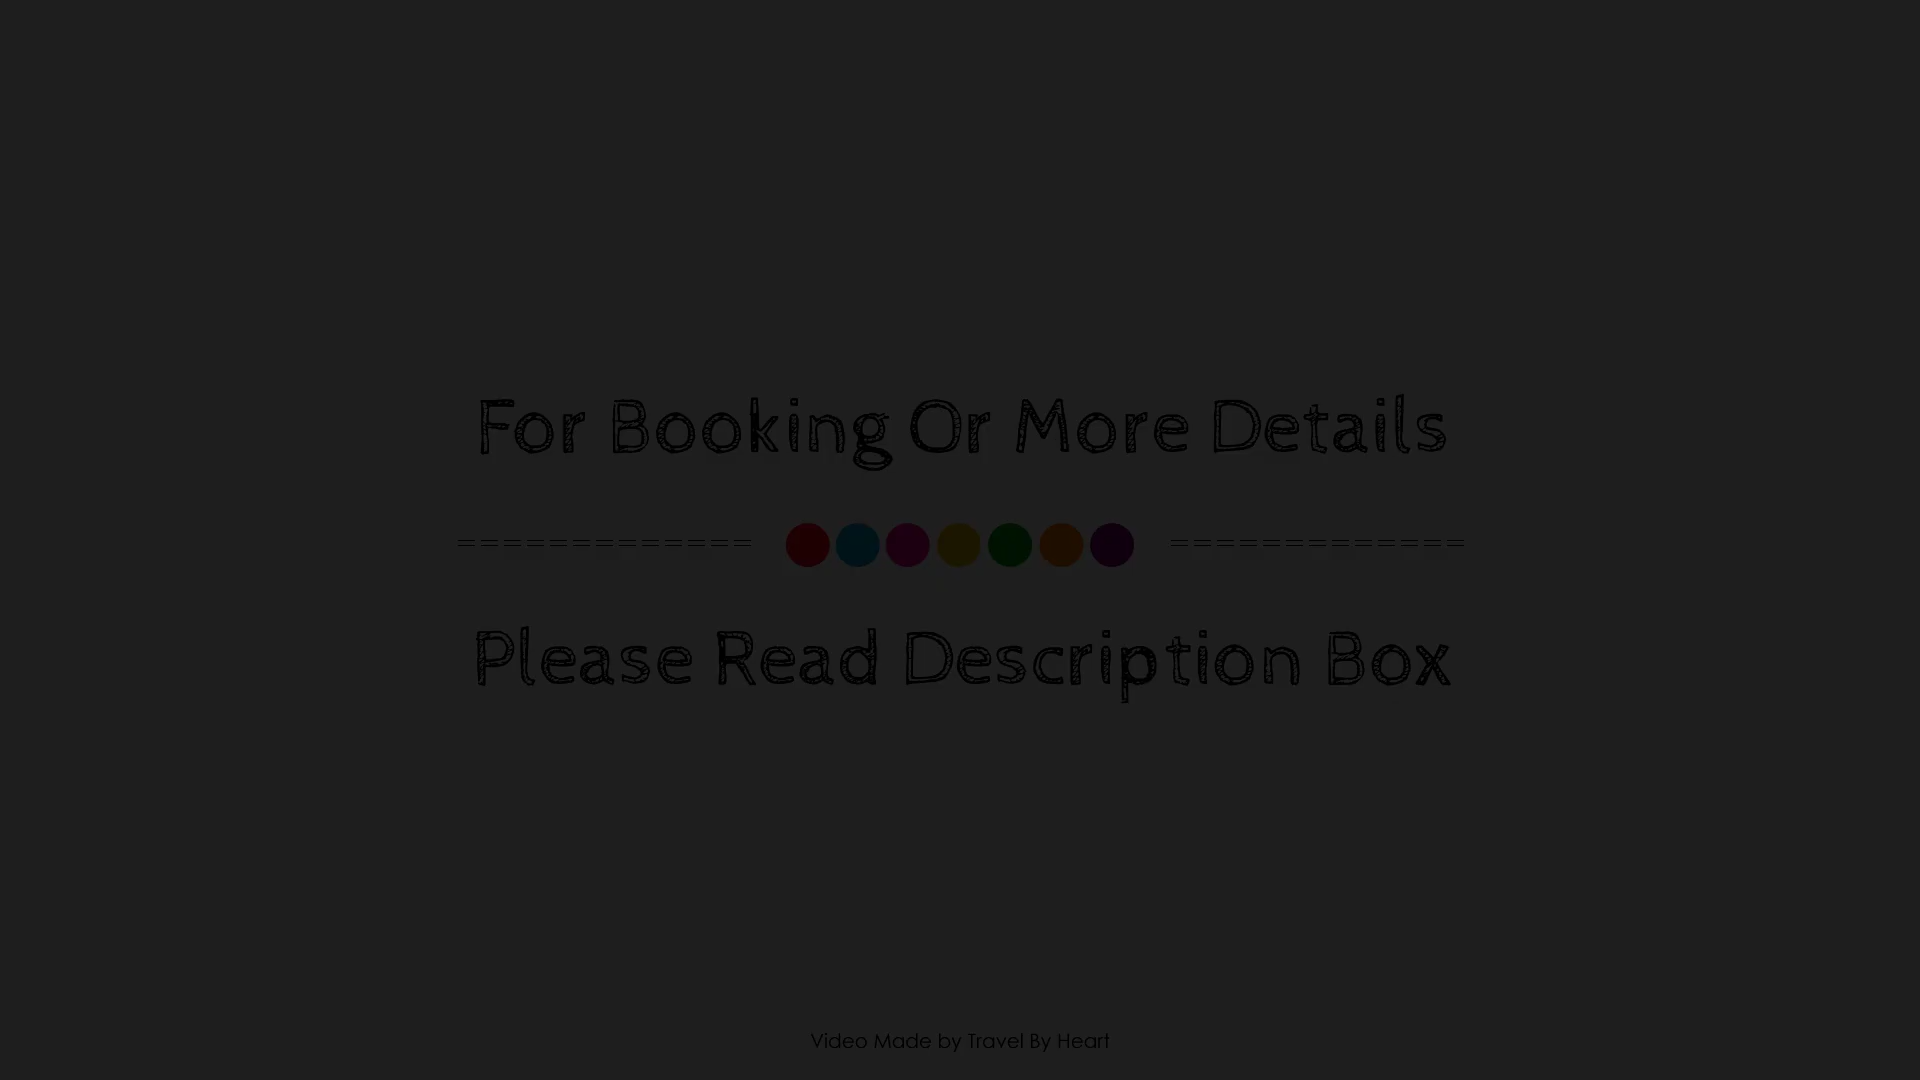 For Booking Or More Details
============= =============
Please Read Description Box
Video Made by Travel By Heart